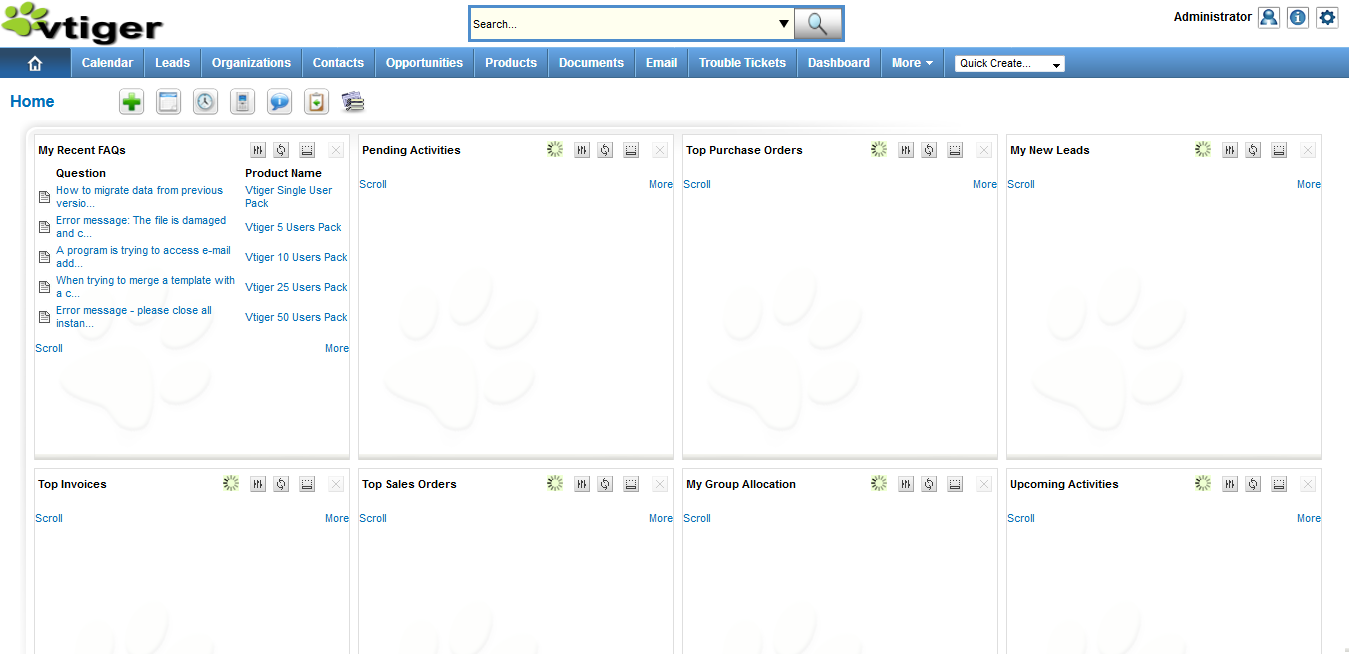 vtiger
Search...
Administrator
Calendar Leads Organizations Contacts Opportunities Products Documents Email Trouble Tickets Dashboard More Quick Create...
Home
My Recent FAQs
Question Product Name
How to migrate data from previous
versio...
Vtiger Single User
Pack
Error message: The file is damaged
and c...
Vtiger 5 Users Pack
A program is trying to access e-mail
add...
Vtiger 10 Users Pack
When trying to merge a template with
a c...
Vtiger 25 Users Pack
Error message - please close all
instan...
Vtiger 50 Users Pack
Scroll More
Pending Activities
Scroll More
Top Purchase Orders
Scroll More
My New Leads
Scroll More
Top Invoices
Scroll More
Top Sales Orders
Scroll More
My Group Allocation
Scroll More
Upcoming Activities
Scroll More